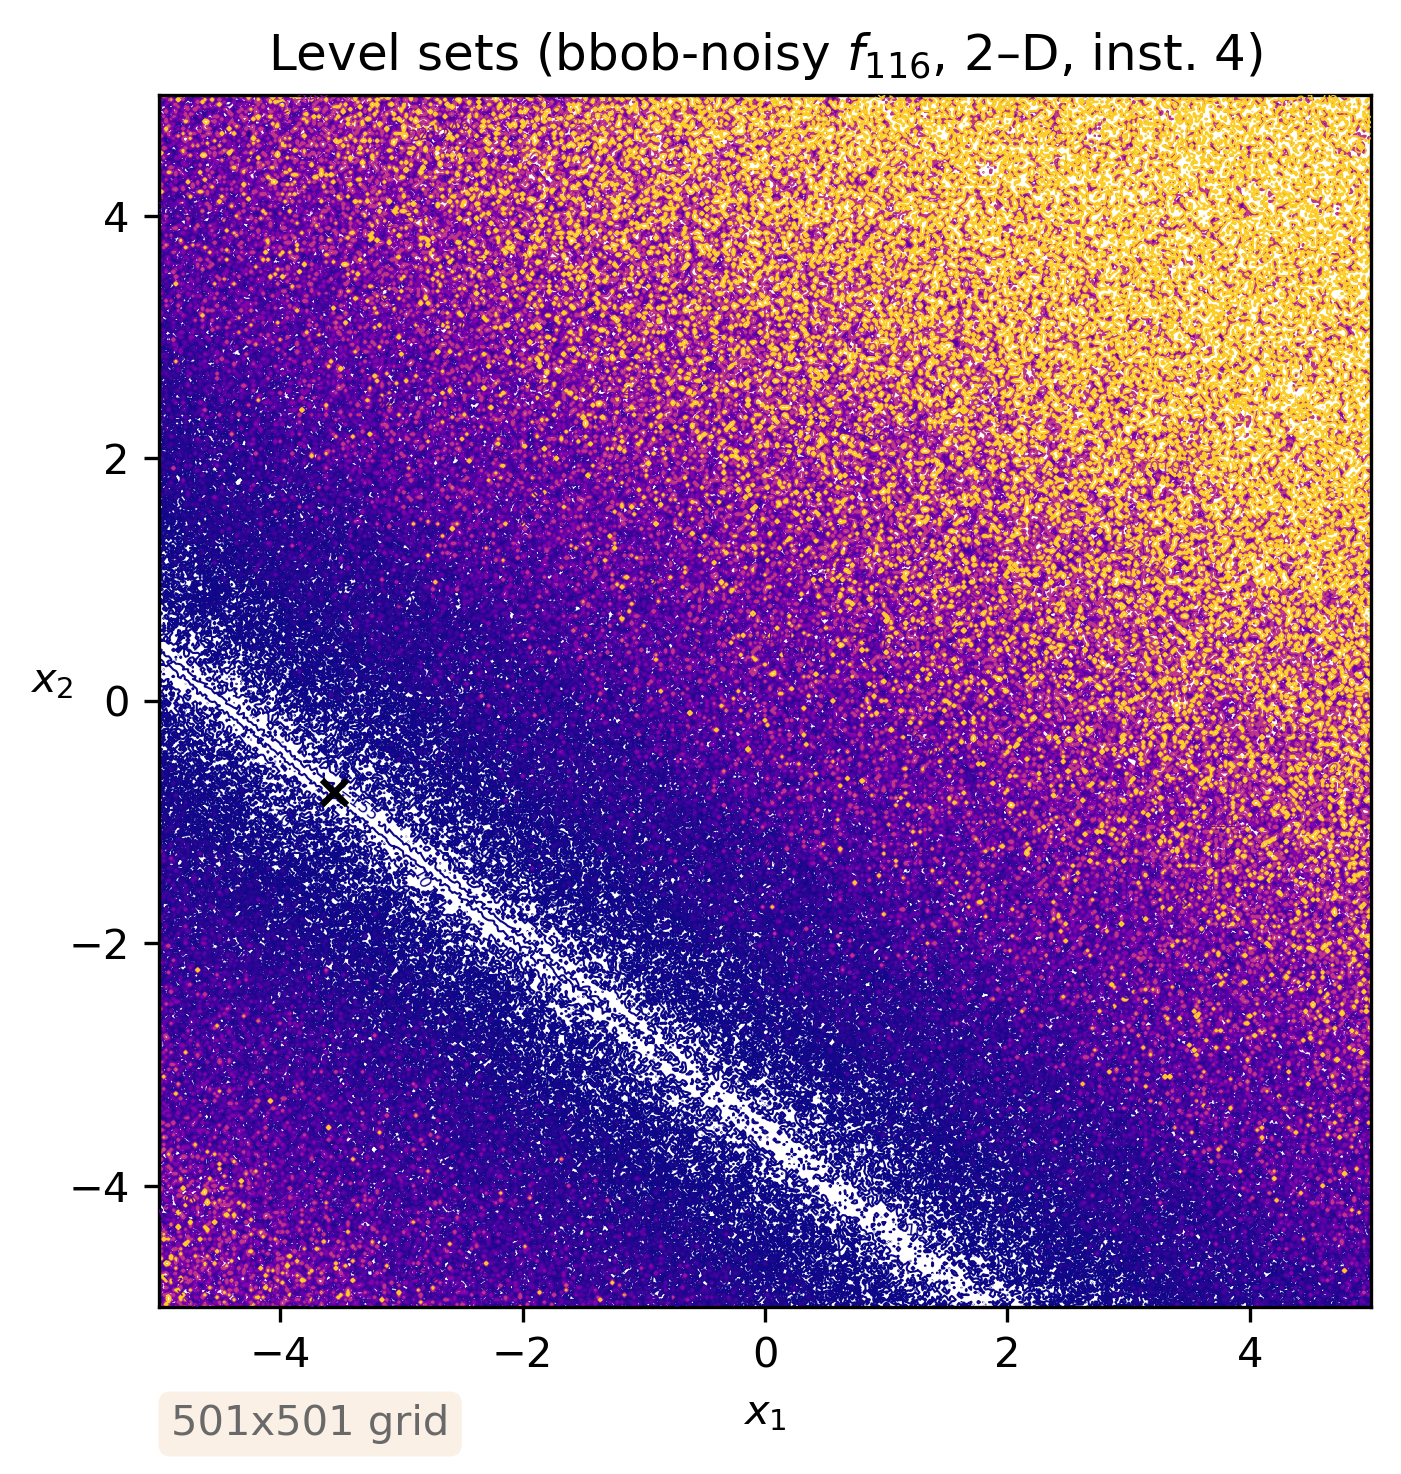 Level sets (bbob-noisy f₁₁₆, 2–D, inst. 4)
4
2
x₂
0
−2
−4
−4 −2 0 2 4
x₁
501x501 grid